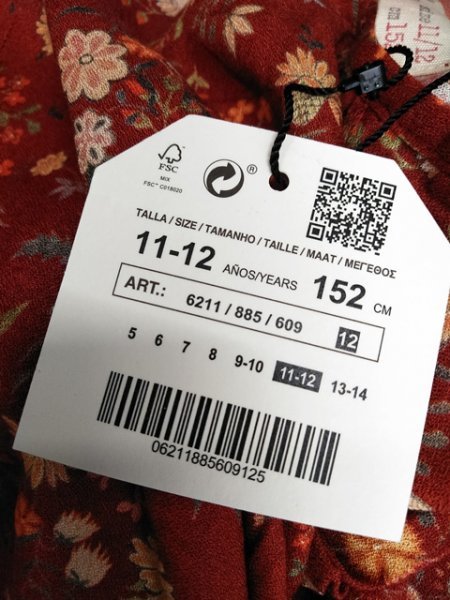 FSC
MIX
FSC® C018020
®
TALLA / SIZE / TAMANHO / TAILLE / MAAT / ΜΕΓΕΘΟΣ
11-12 AÑOS/YEARS 152 CM
ART.: 6211 / 885 / 609 12
5 6 7 8 9-10 11-12 13-14
06211885609125